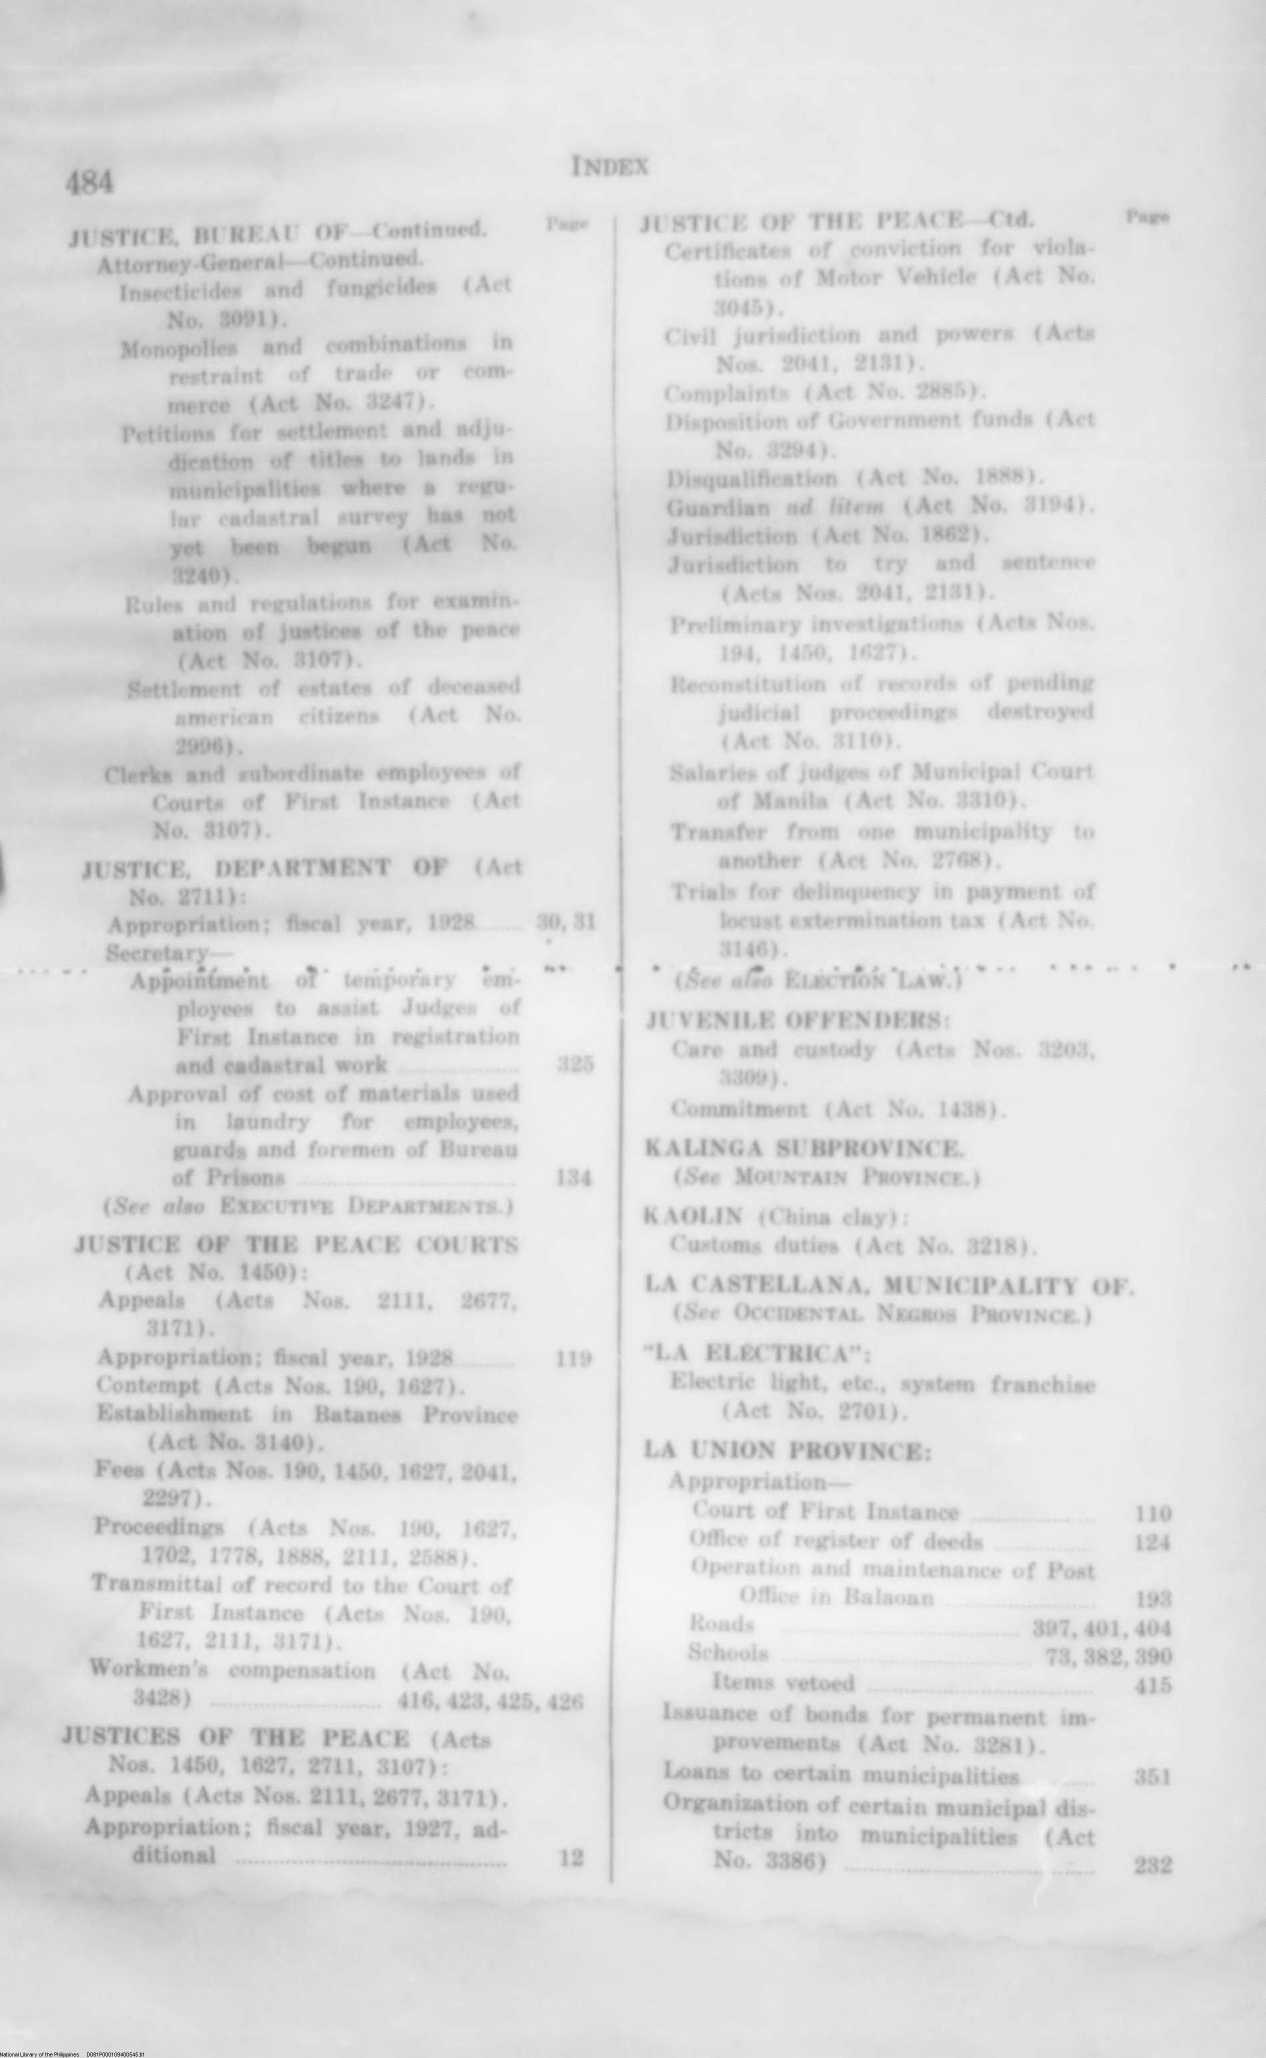 484
INDEX
JUSTICE, BUREAU OF—Continued. Page
Attorney-General—Continued.
Insecticides and fungicides (Act
No. 3091).
Monopolies and combinations in
restraint of trade or com-
merce (Act No. 3247).
Petitions for settlement and adju-
dication of titles to lands in
municipalities where a regu-
lar cadastral survey has not
yet been begun (Act No.
3240).
Rules and regulations for examin-
ation of justices of the peace
(Act No. 3107).
Settlement of estates of deceased
american citizens (Act No.
2996).
Clerks and subordinate employees of
Courts of First Instance (Act
No. 3107).
JUSTICE, DEPARTMENT OF (Act
No. 2711):
Appropriation; fiscal year, 1928 ...... 30, 31
Secretary—
Appointment of temporary em-
ployees to assist Judges of
First Instance in registration
and cadastral work ...... 325
Approval of cost of materials used
in laundry for employees,
guards and foremen of Bureau
of Prisons ...... 134
(See also EXECUTIVE DEPARTMENTS.)
JUSTICE OF THE PEACE COURTS
(Act No. 1450):
Appeals (Acts Nos. 2111, 2677,
3171).
Appropriation; fiscal year, 1928 ...... 119
Contempt (Acts Nos. 190, 1627).
Establishment in Batanes Province
(Act No. 3140).
Fees (Acts Nos. 190, 1450, 1627, 2041,
2297).
Proceedings (Acts Nos. 190, 1627,
1702, 1778, 1888, 2111, 2588).
Transmittal of record to the Court of
First Instance (Acts Nos. 190,
1627, 2111, 3171).
Workmen's compensation (Act No.
3428) ...... 416, 423, 425, 426
JUSTICES OF THE PEACE (Acts
Nos. 1450, 1627, 2711, 3107):
Appeals (Acts Nos. 2111, 2677, 3171).
Appropriation; fiscal year, 1927, ad-
ditional ...... 12
JUSTICE OF THE PEACE—Ctd. Page
Certificates of conviction for viola-
tions of Motor Vehicle (Act No.
3045).
Civil jurisdiction and powers (Acts
Nos. 2041, 2131).
Complaints (Act No. 2885).
Disposition of Government funds (Act
No. 3294).
Disqualification (Act No. 1888).
Guardian ad litem (Act No. 3194).
Jurisdiction (Act No. 1862).
Jurisdiction to try and sentence
(Acts Nos. 2041, 2131).
Preliminary investigations (Acts Nos.
194, 1450, 1627).
Reconstitution of records of pending
judicial proceedings destroyed
(Act No. 3110).
Salaries of judges of Municipal Court
of Manila (Act No. 3310).
Transfer from one municipality to
another (Act No. 2768).
Trials for delinquency in payment of
locust extermination tax (Act No.
3146).
(See also ELECTION LAW.)
JUVENILE OFFENDERS:
Care and custody (Acts Nos. 3203,
3309).
Commitment (Act No. 1438).
KALINGA SUBPROVINCE.
(See MOUNTAIN PROVINCE.)
KAOLIN (China clay):
Customs duties (Act No. 3218).
LA CASTELLANA, MUNICIPALITY OF.
(See OCCIDENTAL NEGROS PROVINCE.)
"LA ELECTRICA":
Electric light, etc., system franchise
(Act No. 2701).
LA UNION PROVINCE:
Appropriation—
Court of First Instance ...... 110
Office of register of deeds ...... 124
Operation and maintenance of Post
Office in Balaoan ...... 193
Roads ...... 397, 401, 404
Schools ...... 73, 382, 390
Items vetoed ...... 415
Issuance of bonds for permanent im-
provements (Act No. 3281).
Loans to certain municipalities ...... 351
Organization of certain municipal dis-
tricts into municipalities (Act
No. 3386) ...... 232
National Library of the Philippines